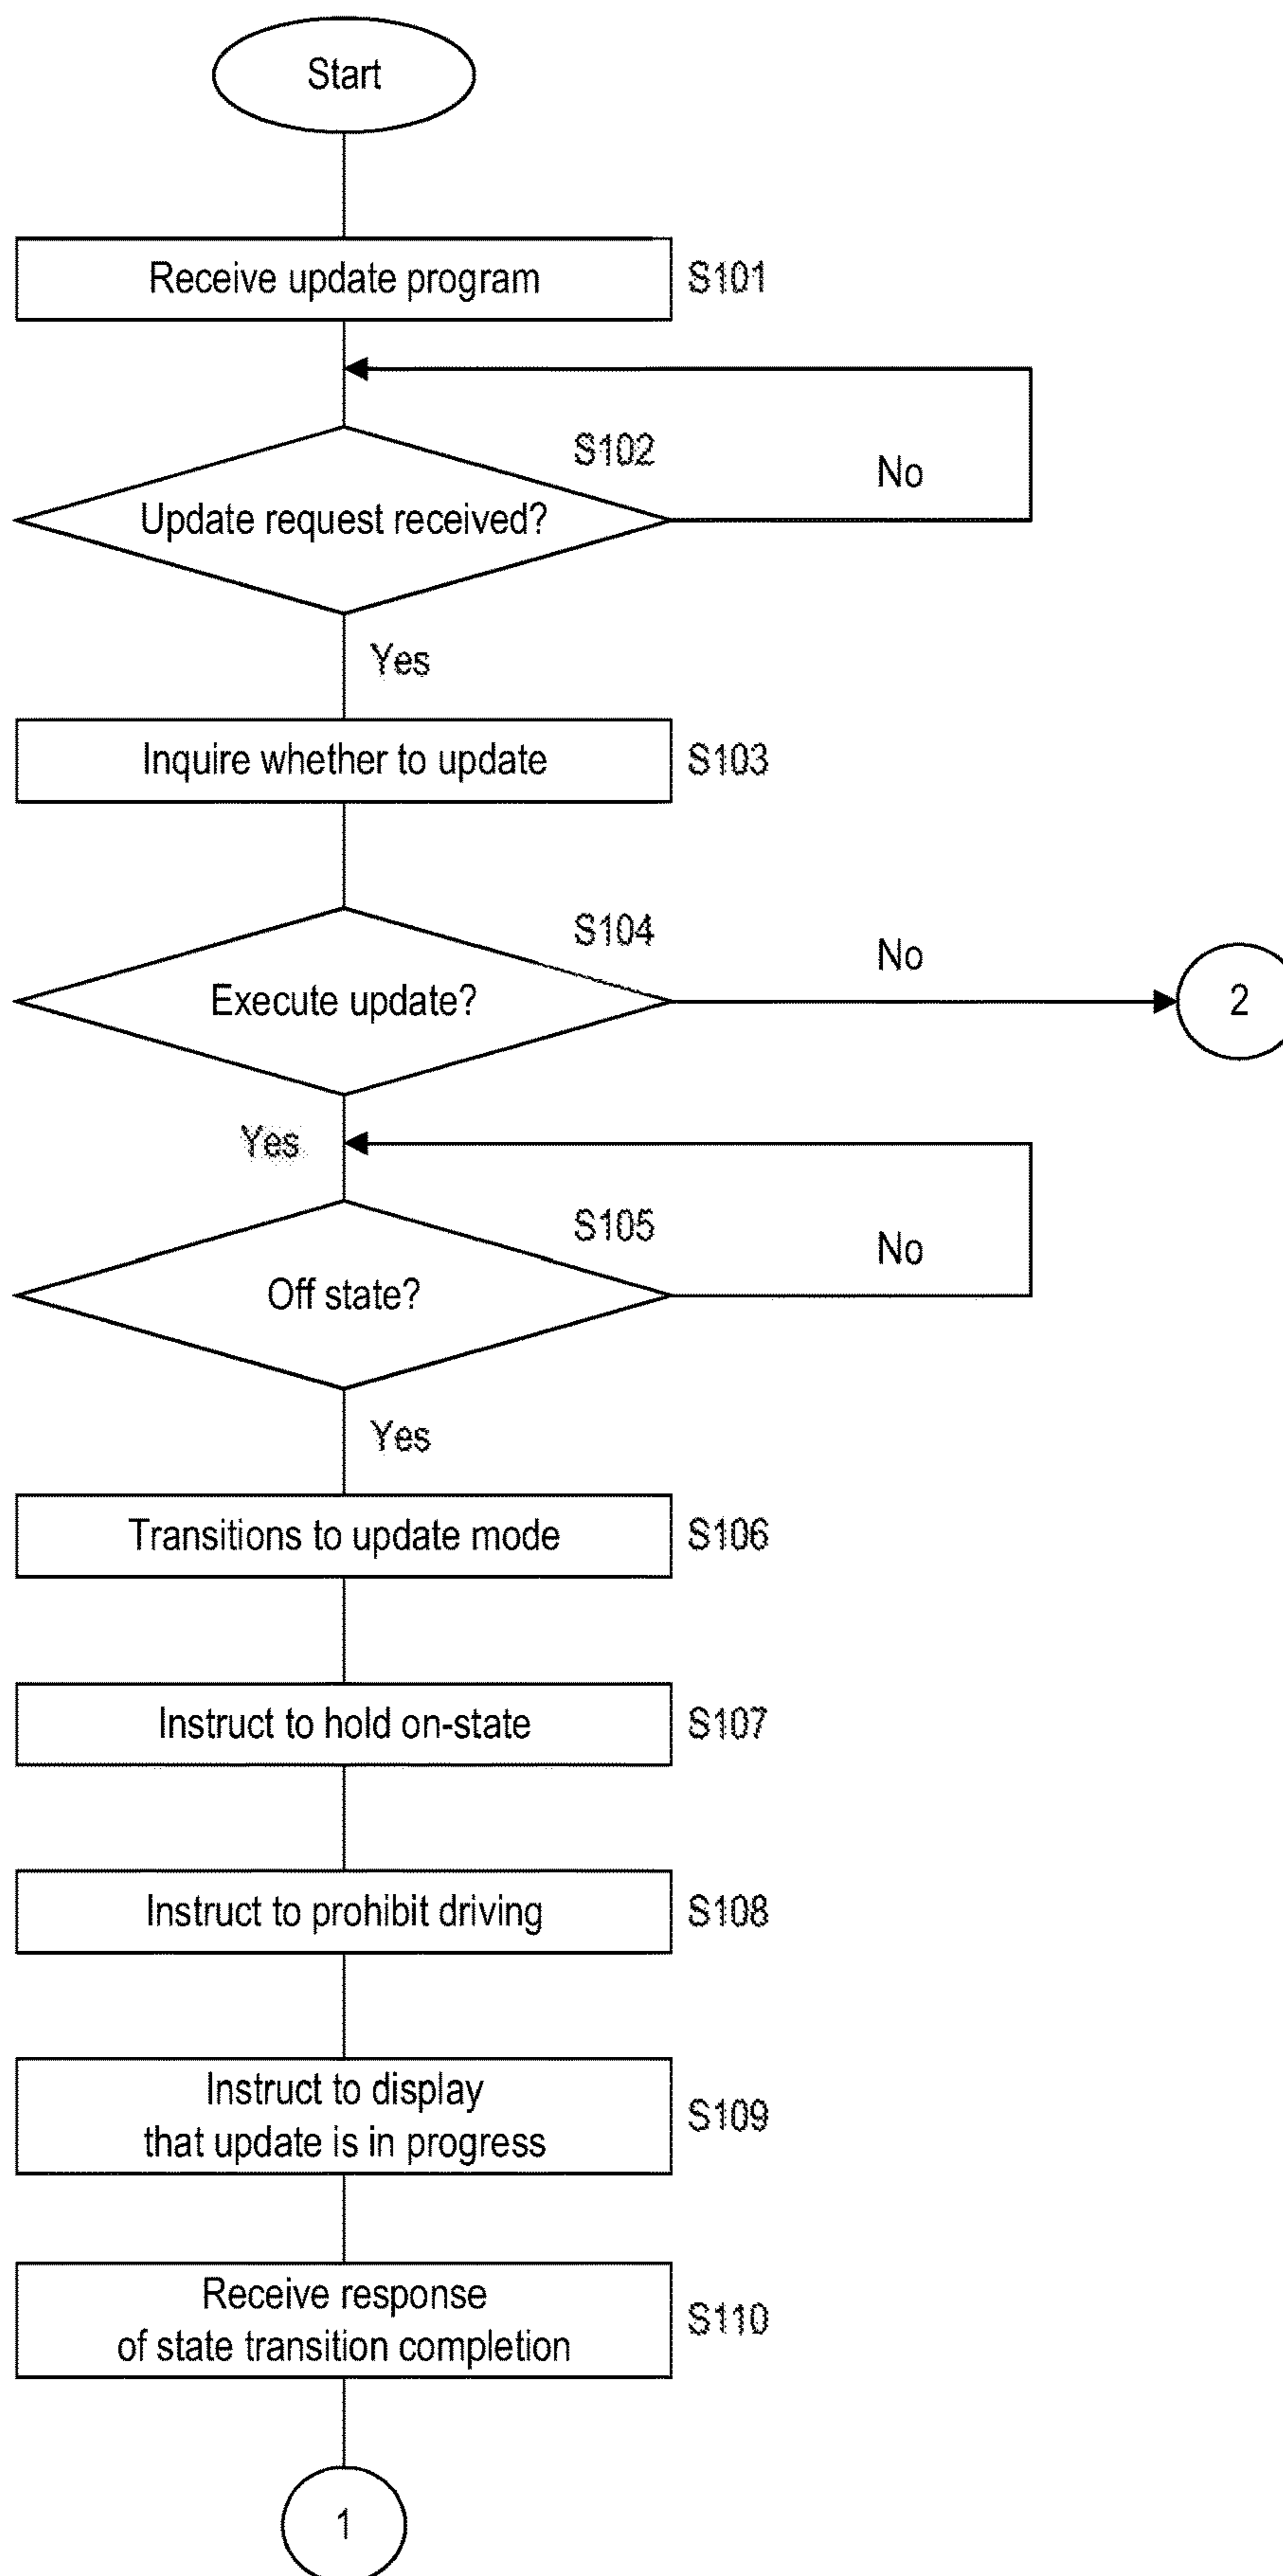 Start
Receive update program
S101
S102
No
Update request received?
Yes
Inquire whether to update
S103
S104
No
Execute update?
2
Yes
S105
No
Off state?
Yes
Transitions to update mode
S106
Instruct to hold on-state
S107
Instruct to prohibit driving
S108
Instruct to display
that update is in progress
S109
Receive response
of state transition completion
S110
1